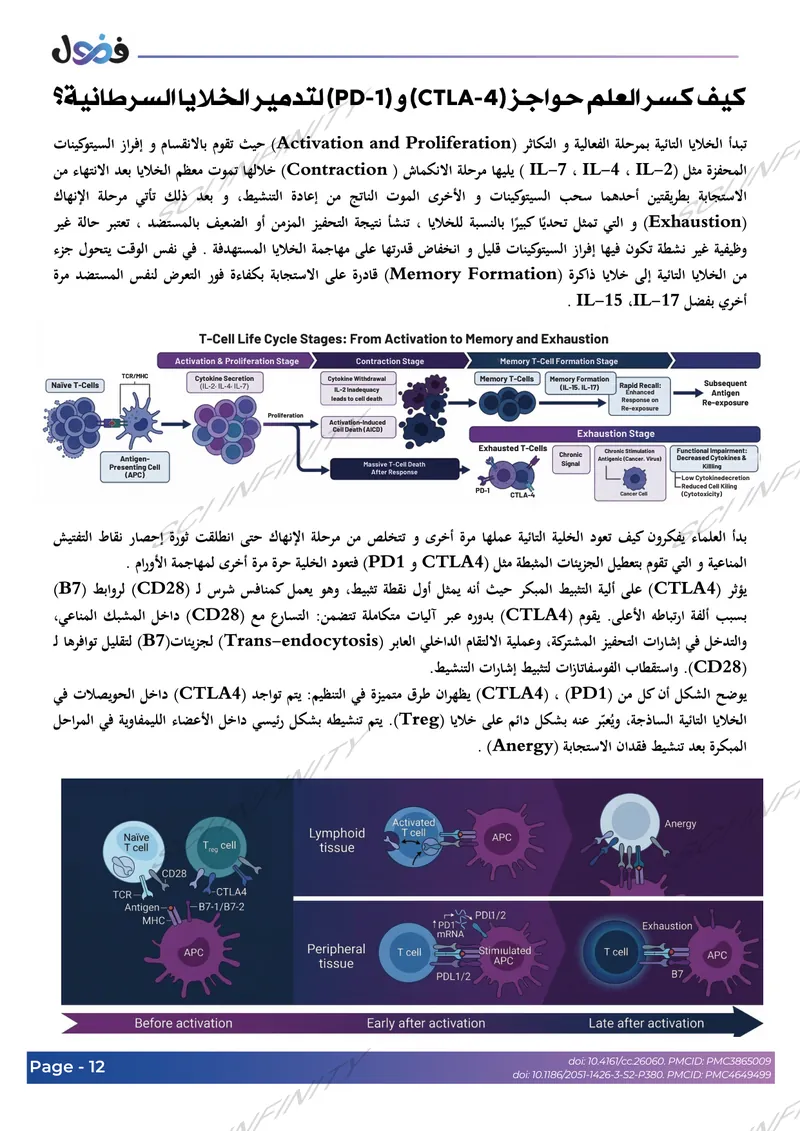 فضول
كيف كسر العلم حواجز (CTLA-4) و (PD-1) لتدمير الخلايا السرطانية؟
تبدأ الخلايا التائية بمرحلة الفعالية و التكاثر (Activation and Proliferation) حيث تقوم بالانقسام و إفراز السيتوكينات
المحفزة مثل (IL-2 ، IL-4 ، IL-7 ) يليها مرحلة الانكماش ( Contraction) خلالها تموت معظم الخلايا بعد الانتهاء من
الاستجابة بطريقتين أحدهما سحب السيتوكينات و الأخرى الموت الناتج من إعادة التنشيط، و بعد ذلك تأتي مرحلة الإنهاك
(Exhaustion) و التي تمثل تحديًا كبيرًا بالنسبة للخلايا ، تنشأ نتيجة التحفيز المزمن أو الضعيف بالمستضد ، تعتبر حالة غير
وظيفية غير نشطة تكون فيها إفراز السيتوكينات قليل و انخفاض قدرتها على مهاجمة الخلايا المستهدفة . في نفس الوقت يتحول جزء
من الخلايا التائية إلى خلايا ذاكرة (Memory Formation) قادرة على الاستجابة بكفاءة فور التعرض لنفس المستضد مرة
أخري بفضل IL-17، IL-15 .
T-Cell Life Cycle Stages: From Activation to Memory and Exhaustion
Activation & Proliferation Stage
Contraction Stage
Memory T-Cell Formation Stage
Naïve T-Cells
TCR/MHC
Antigen-
Presenting Cell
(APC)
Cytokine Secretion
(IL-2· IL-4· IL-7)
Proliferation
Cytokine Withdrawal
IL-2 Inadequacy
leads to cell death
Activation-Induced
Cell Death (AICD)
Massive T-Cell Death
After Response
Memory T-Cells
Memory Formation
(IL-15. IL-17)
Rapid Recall:
Enhanced
Response on
Re-exposure
Subsequent
Antigen
Re-exposure
Exhaustion Stage
Exhausted T-Cells
PD-1
CTLA-4
Chronic
Signal
Chronic Stimulation
Antigenic (Cancer. Virus)
Cancer Cell
Functional Impairment:
Decreased Cytokines &
Killing
Low Cytokinedecretion
Reduced Cell Kiling
(Cytotoxicity)
بدأ العلماء يفكرون كيف تعود الخلية التائية عملها مرة أخرى و تتخلص من مرحلة الإنهاك حتى انطلقت ثورة إحصار نقاط التفتيش
المناعية و التي تقوم بتعطيل الجزيئات المثبطة مثل (CTLA4 و PD1) فتعود الخلية حرة مرة أخرى لمهاجمة الأورام .
يؤثر (CTLA4) على ألية التثبيط المبكر حيث أنه يمثل أول نقطة تثبيط، وهو يعمل كمنافس شرس لـ (CD28) لروابط (B7)
بسبب ألفة ارتباطه الأعلى. يقوم (CTLA4) بدوره عبر آليات متكاملة تتضمن: التسارع مع (CD28) داخل المشبك المناعي،
والتدخل في إشارات التحفيز المشتركة، وعملية الالتقام الداخلي العابر (Trans-endocytosis) لجزيئات(B7) لتقليل توافرها لـ
(CD28). واستقطاب الفوسفاتازات لتثبيط إشارات التنشيط.
يوضح الشكل أن كل من (PD1) ، (CTLA4) يظهران طرق متميزة في التنظيم: يتم تواجد (CTLA4) داخل الحويصلات في
الخلايا التائية الساذجة، ويُعبّر عنه بشكل دائم على خلايا (Treg). يتم تنشيطه بشكل رئيسي داخل الأعضاء الليمفاوية في المراحل
المبكرة بعد تنشيط فقدان الاستجابة (Anergy) .
Naïve
T cell
Treg cell
CD28
TCR
CTLA4
Antigen
B7-1/B7-2
MHC
APC
Lymphoid
tissue
Activated
T cell
APC
Anergy
Peripheral
tissue
T cell
↑PD1
mRNA
PDl1/2
Stimulated
APC
PDL1/2
Exhaustion
T cell
APC
B7
Before activation
Early after activation
Late after activation
Page - 12
doi: 10.4161/cc.26060. PMCID: PMC3865009
doi: 10.1186/2051-1426-3-S2-P380. PMCID: PMC4649499
SCI INFINITY